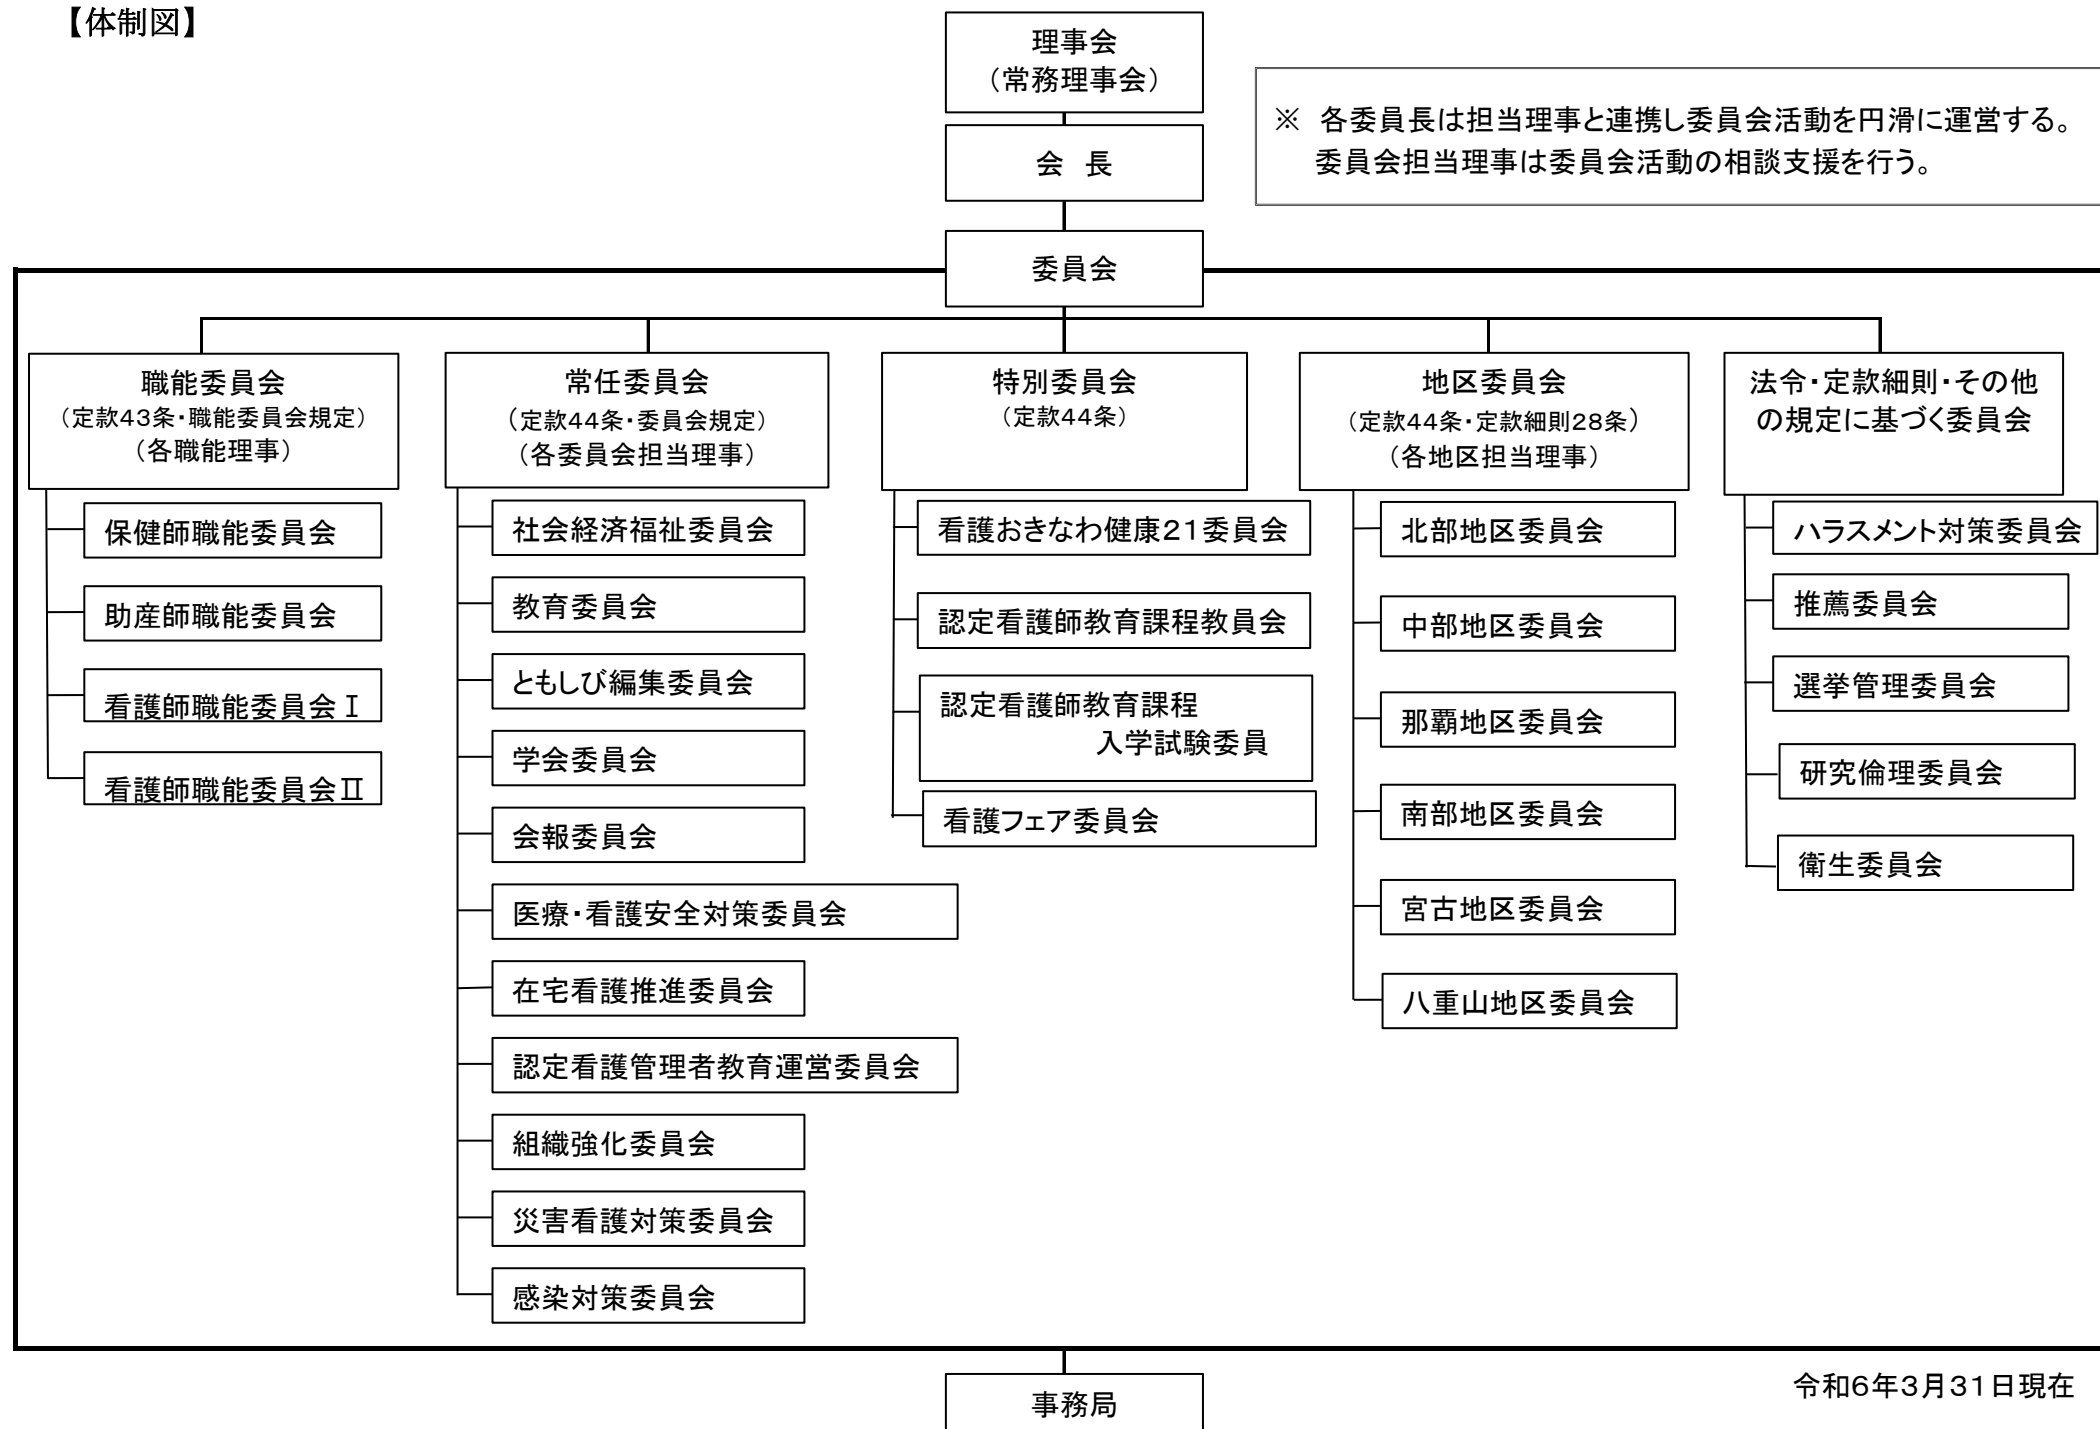 【体制図】
理事会
（常務理事会）
※ 各委員長は担当理事と連携し委員会活動を円滑に運営する。
委員会担当理事は委員会活動の相談支援を行う。
会 長
委員会
職能委員会
（定款43条・職能委員会規定）
（各職能理事）
保健師職能委員会
助産師職能委員会
看護師職能委員会Ⅰ
看護師職能委員会Ⅱ
常任委員会
（定款44条・委員会規定）
（各委員会担当理事）
社会経済福祉委員会
教育委員会
ともしび編集委員会
学会委員会
会報委員会
医療・看護安全対策委員会
在宅看護推進委員会
認定看護管理者教育運営委員会
組織強化委員会
災害看護対策委員会
感染対策委員会
特別委員会
（定款44条）
看護おきなわ健康21委員会
認定看護師教育課程教員会
認定看護師教育課程
入学試験委員
看護フェア委員会
地区委員会
（定款44条・定款細則28条）
（各地区担当理事）
北部地区委員会
中部地区委員会
那覇地区委員会
南部地区委員会
宮古地区委員会
八重山地区委員会
法令・定款細則・その他
の規定に基づく委員会
ハラスメント対策委員会
推薦委員会
選挙管理委員会
研究倫理委員会
衛生委員会
事務局
令和6年3月31日現在